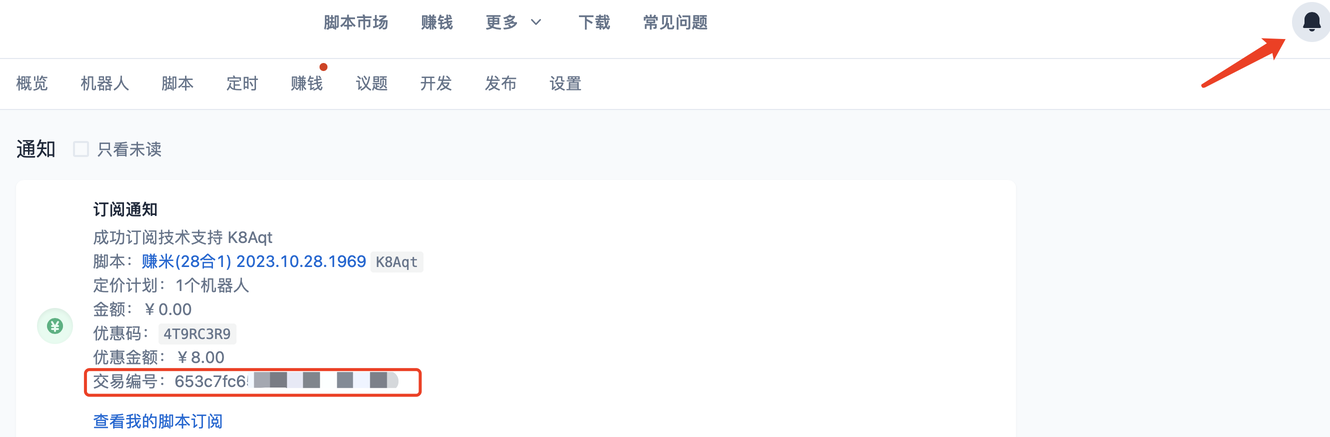 脚本市场 赚钱 更多 下载 常见问题
概览 机器人 脚本 定时 赚钱 议题 开发 发布 设置
通知 只看未读
订阅通知
成功订阅技术支持 K8Aqt
脚本：赚米(28合1) 2023.10.28.1969 K8Aqt
定价计划：1个机器人
金额：￥0.00
优惠码：4T9RC3R9
优惠金额：￥8.00
交易编号：653c7fc6
查看我的脚本订阅